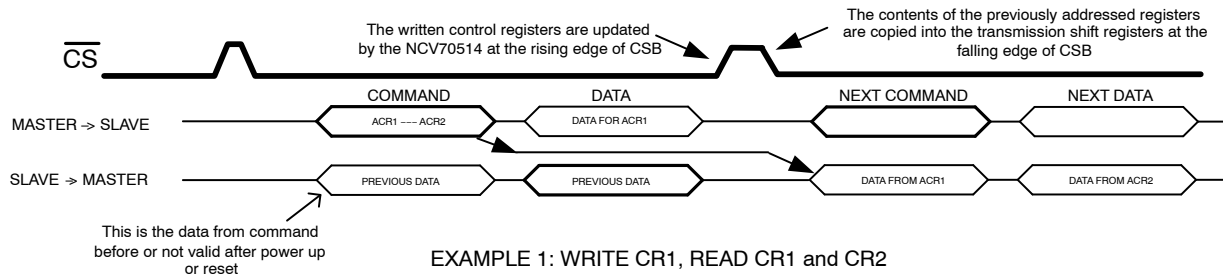 The written control registers are updated
by the NCV70514 at the rising edge of CSB
The contents of the previously addressed registers
are copied into the transmission shift registers at the
falling edge of CSB
CS
COMMAND
DATA
NEXT COMMAND
NEXT DATA
MASTER −> SLAVE
ACR1 −−− ACR2
DATA FOR ACR1
SLAVE −> MASTER
PREVIOUS DATA
PREVIOUS DATA
DATA FROM ACR1
DATA FROM ACR2
This is the data from command
before or not valid after power up
or reset
EXAMPLE 1: WRITE CR1, READ CR1 and CR2